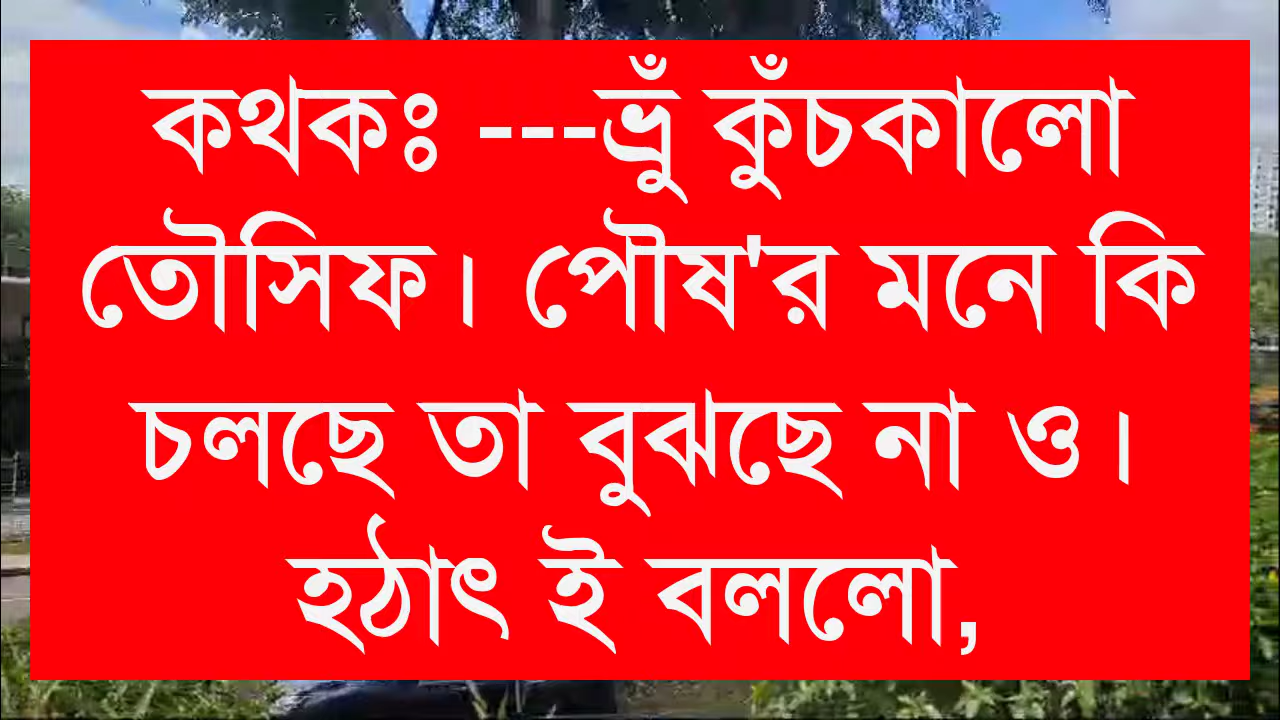 কথকঃ ---ভ্রুঁ কুঁচকালো
তৌসিফ। পৌষ'র মনে কি
চলছে তা বুঝছে না ও।
হঠাৎ ই বললো,